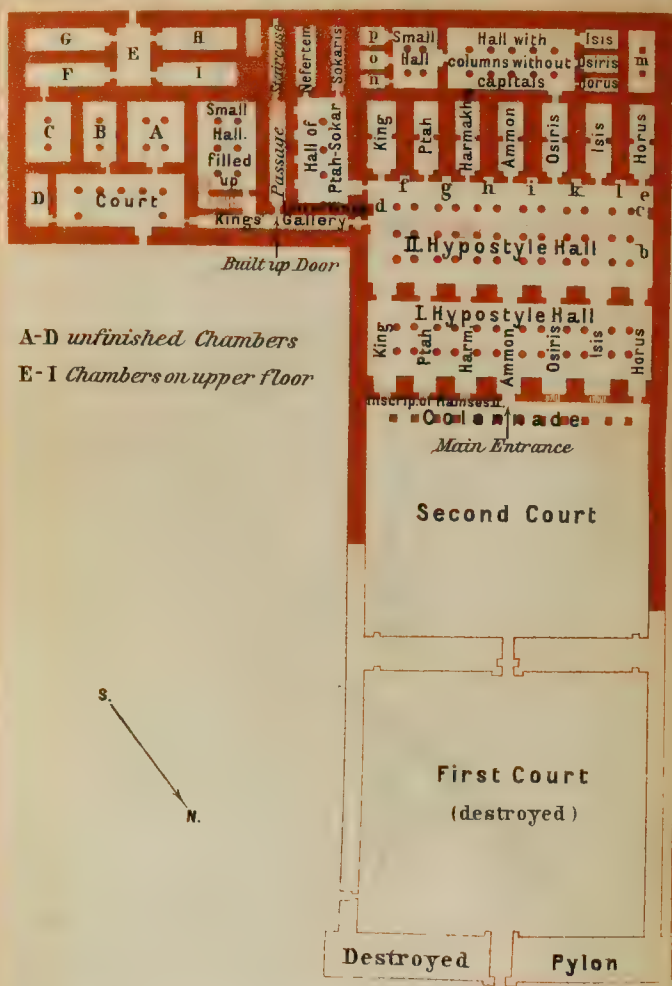 G
H
E
F
I
C
B
A
D
Court
Small
Hall.
filled
up
Passage
Staircase
Nefertem
Sokaris
Hall of
Ptah-Sokar
Kings' Gallery
Built up Door
p
o
n
Small
Hall
Hall with
columns without
capitals
Isis
Osiris
Horus
m
King
Ptah
Harmakh
Ammon
Osiris
Isis
Horus
f
g
h
i
k
l
e
d
c
II. Hypostyle Hall
b
I. Hypostyle Hall
King
Ptah
Harm.
Ammon
Osiris
Isis
Horus
Inscrip. of Ramses II.
Colonnade
Main Entrance
A-D unfinished Chambers
E-I Chambers on upper floor
Second Court
S.
N.
First Court
(destroyed)
Destroyed
Pylon